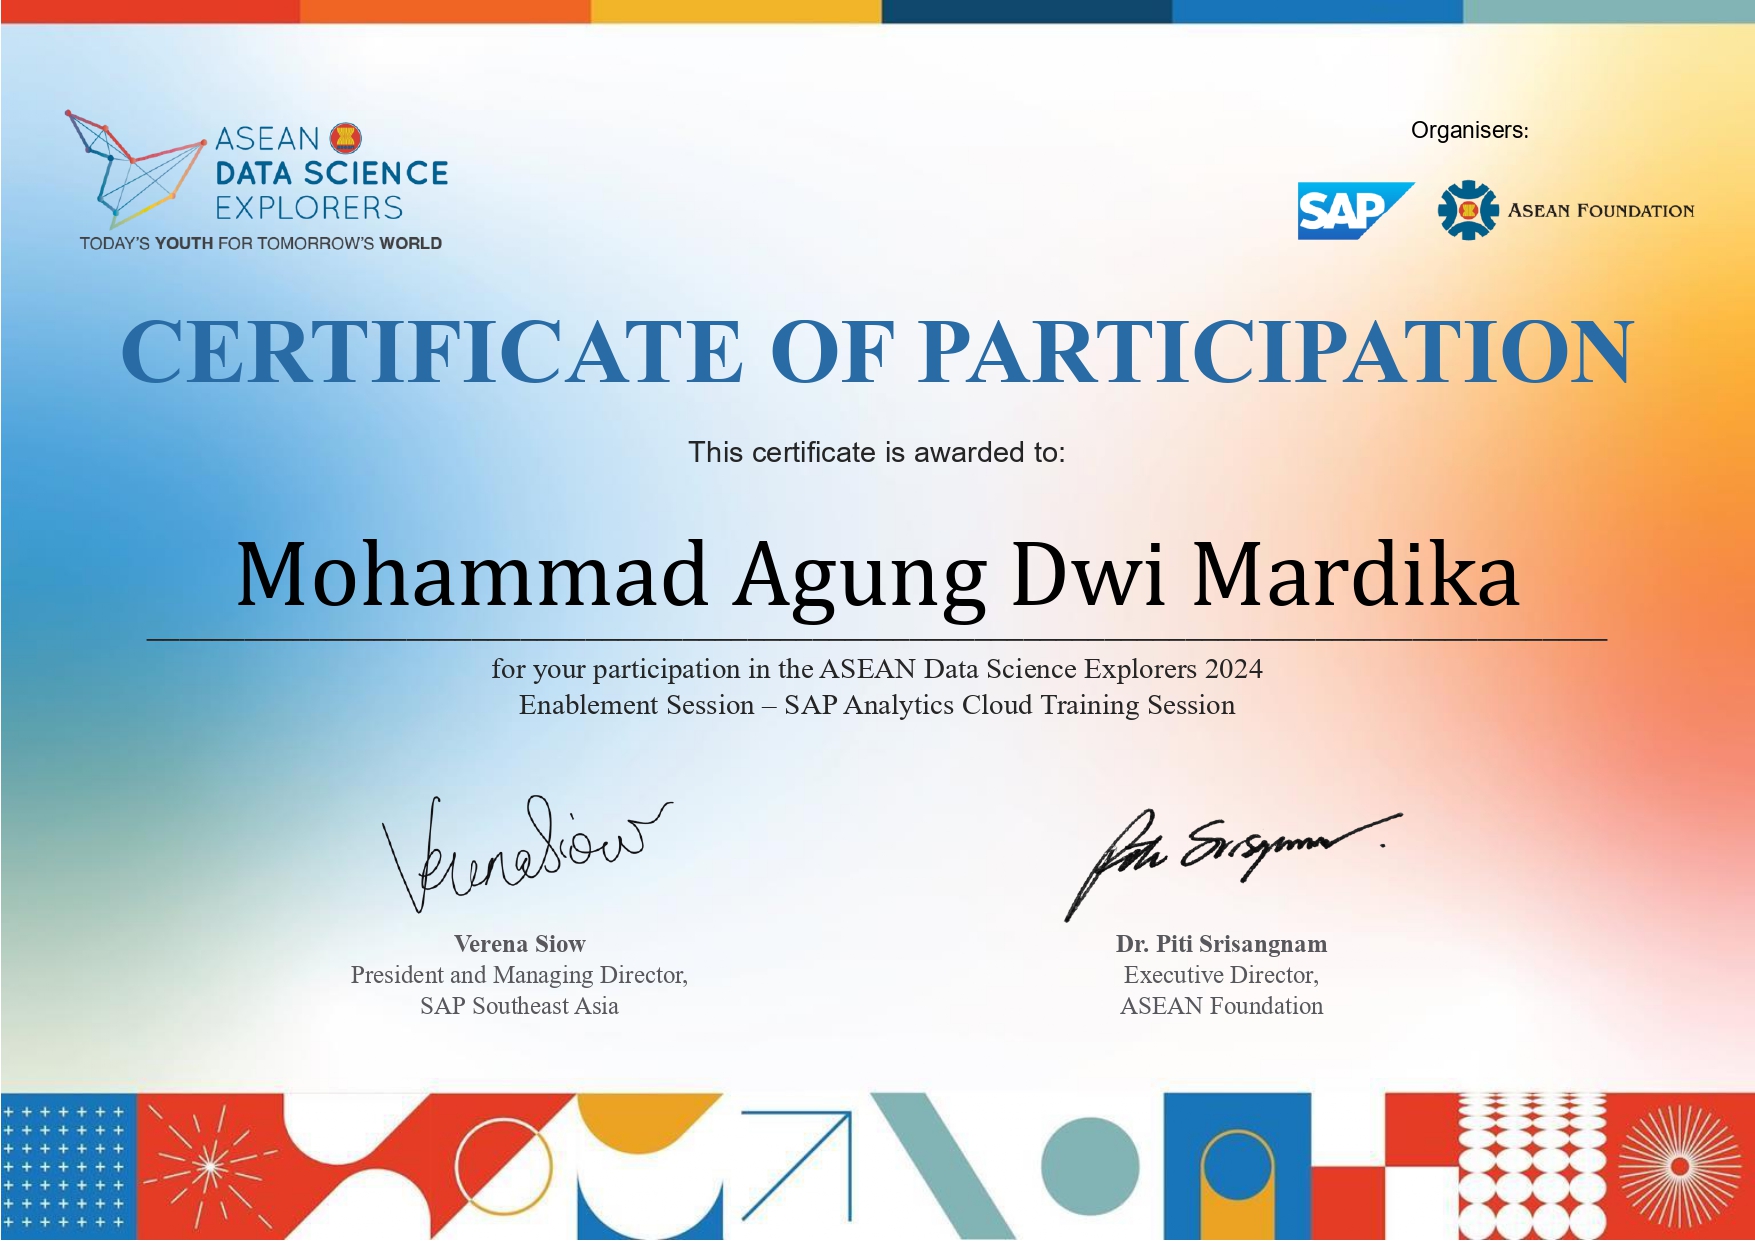 ASEAN
DATA SCIENCE
EXPLORERS
TODAY'S YOUTH FOR TOMORROW'S WORLD
Organisers:
SAP
ASEAN FOUNDATION
CERTIFICATE OF PARTICIPATION
This certificate is awarded to:
Mohammad Agung Dwi Mardika
for your participation in the ASEAN Data Science Explorers 2024
Enablement Session – SAP Analytics Cloud Training Session
Verena Siow
Verena Siow
President and Managing Director,
SAP Southeast Asia
Dr. Piti Srisangnam
Executive Director,
ASEAN Foundation